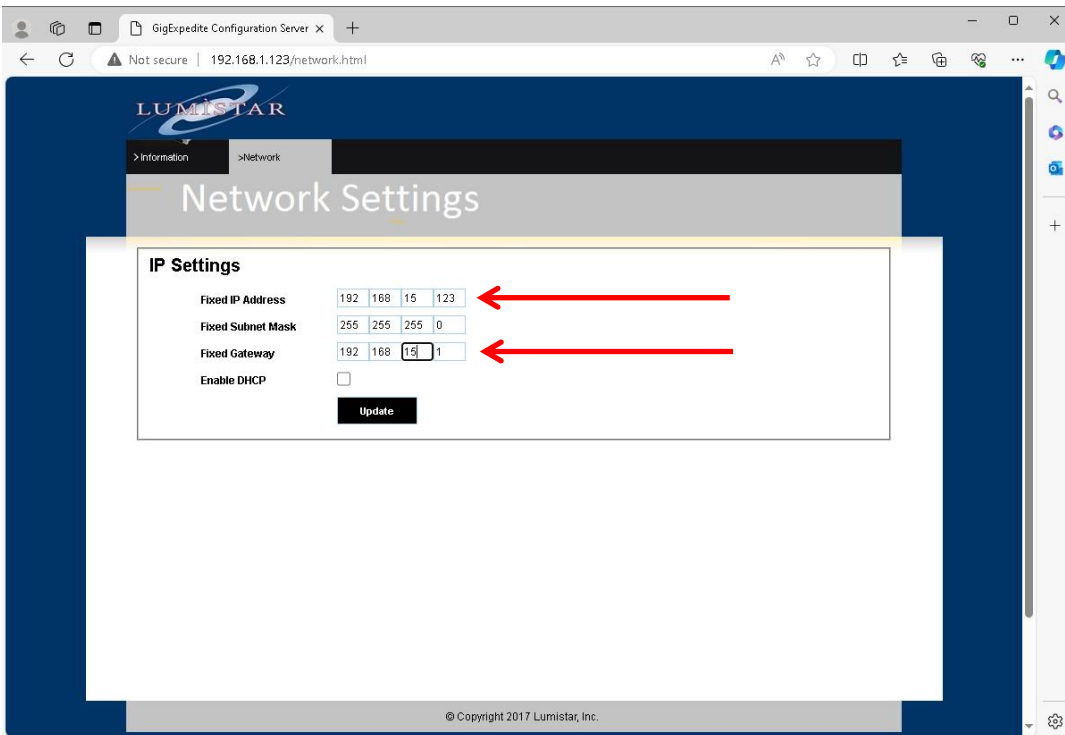 GigExpedite Configuration Server
Not secure | 192.168.1.123/network.html
LUMISTAR
>Information >Network
Network Settings
IP Settings
Fixed IP Address 192 168 15 123
Fixed Subnet Mask 255 255 255 0
Fixed Gateway 192 168 15 1
Enable DHCP
Update
© Copyright 2017 Lumistar, Inc.